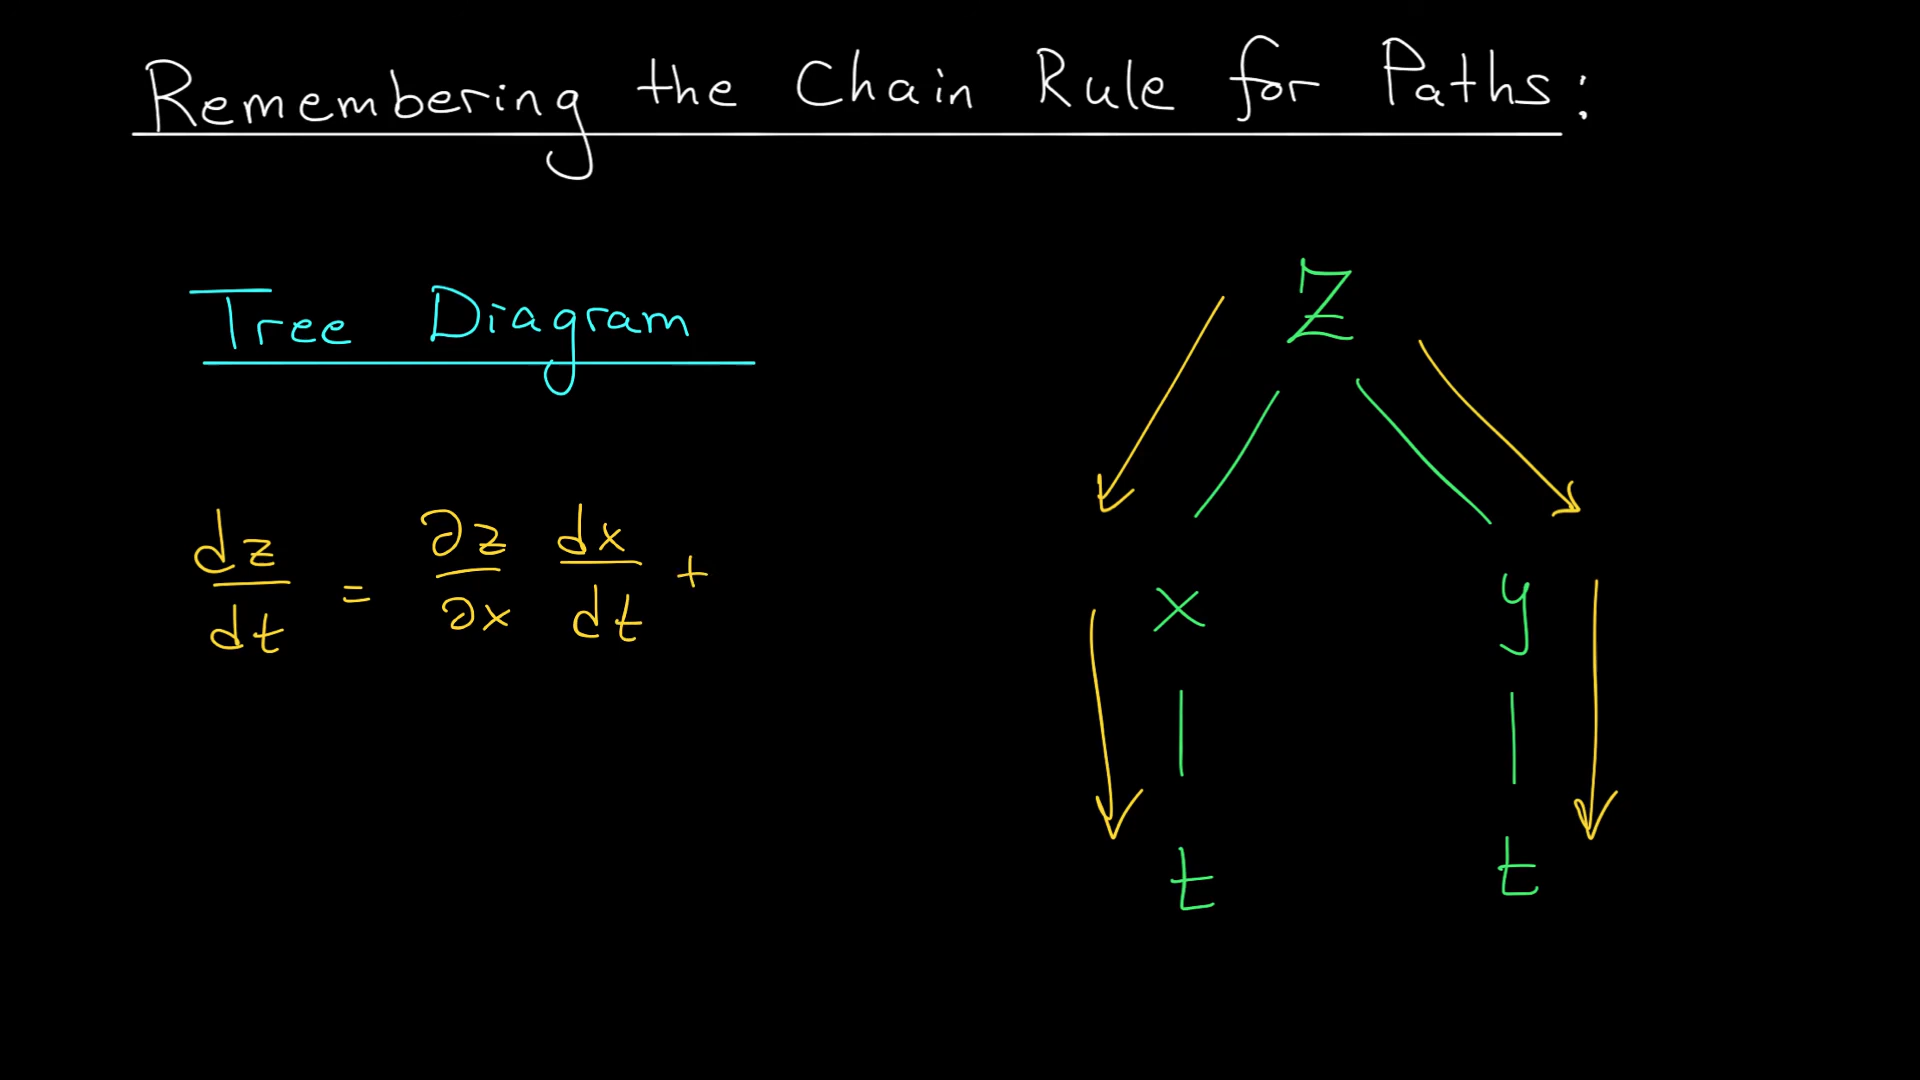 Remembering the Chain Rule for Paths:
Tree Diagram
dz/dt = ∂z/∂x dx/dt +
Z
x y
t t